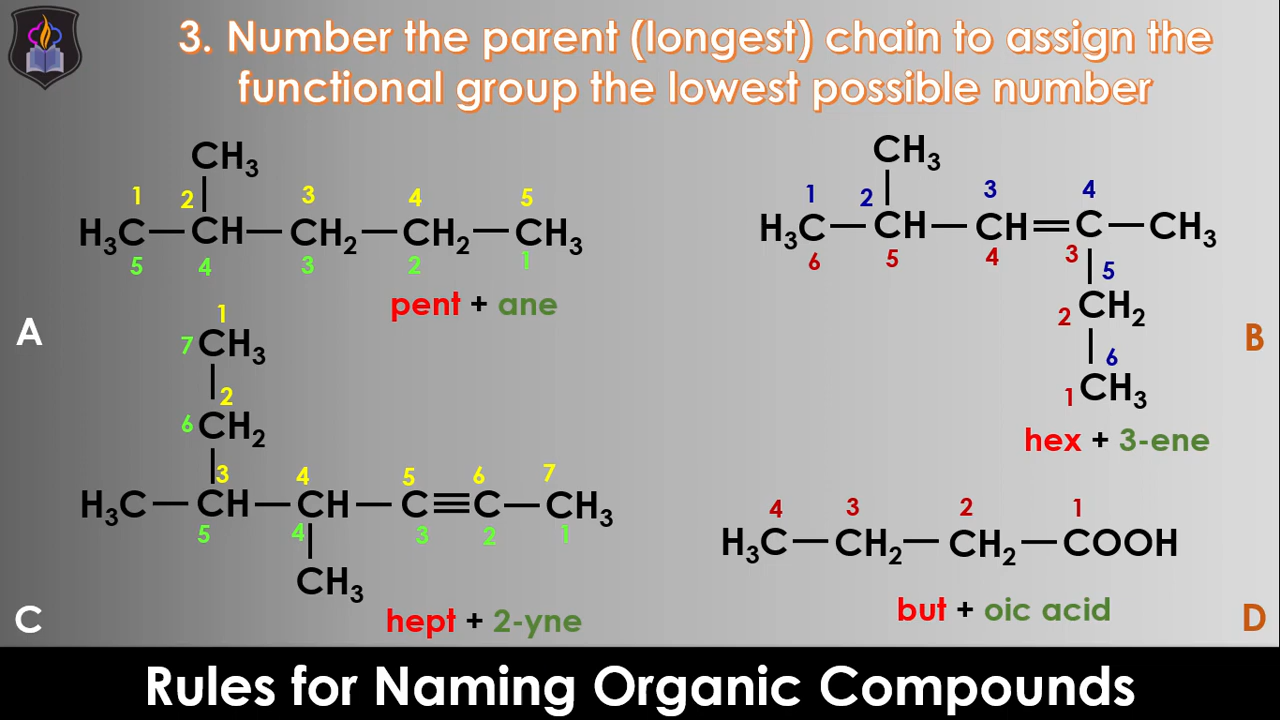 3. Number the parent (longest) chain to assign the
functional group the lowest possible number
CH₃
1 2 3 4 5
H₃C—CH—CH₂—CH₂—CH₃
5 4 3 2 1
pent + ane
A
CH₃
1 2 3 4
H₃C—CH—CH=C—CH₃
6 5 4 3
5
2 CH₂
6
1 CH₃
hex + 3-ene
B
1
7 CH₃
2
6 CH₂
3 4 5 6 7
H₃C—CH—CH—C≡C—CH₃
5 4 3 2 1
CH₃
hept + 2-yne
C
4 3 2 1
H₃C—CH₂—CH₂—COOH
but + oic acid
D
Rules for Naming Organic Compounds